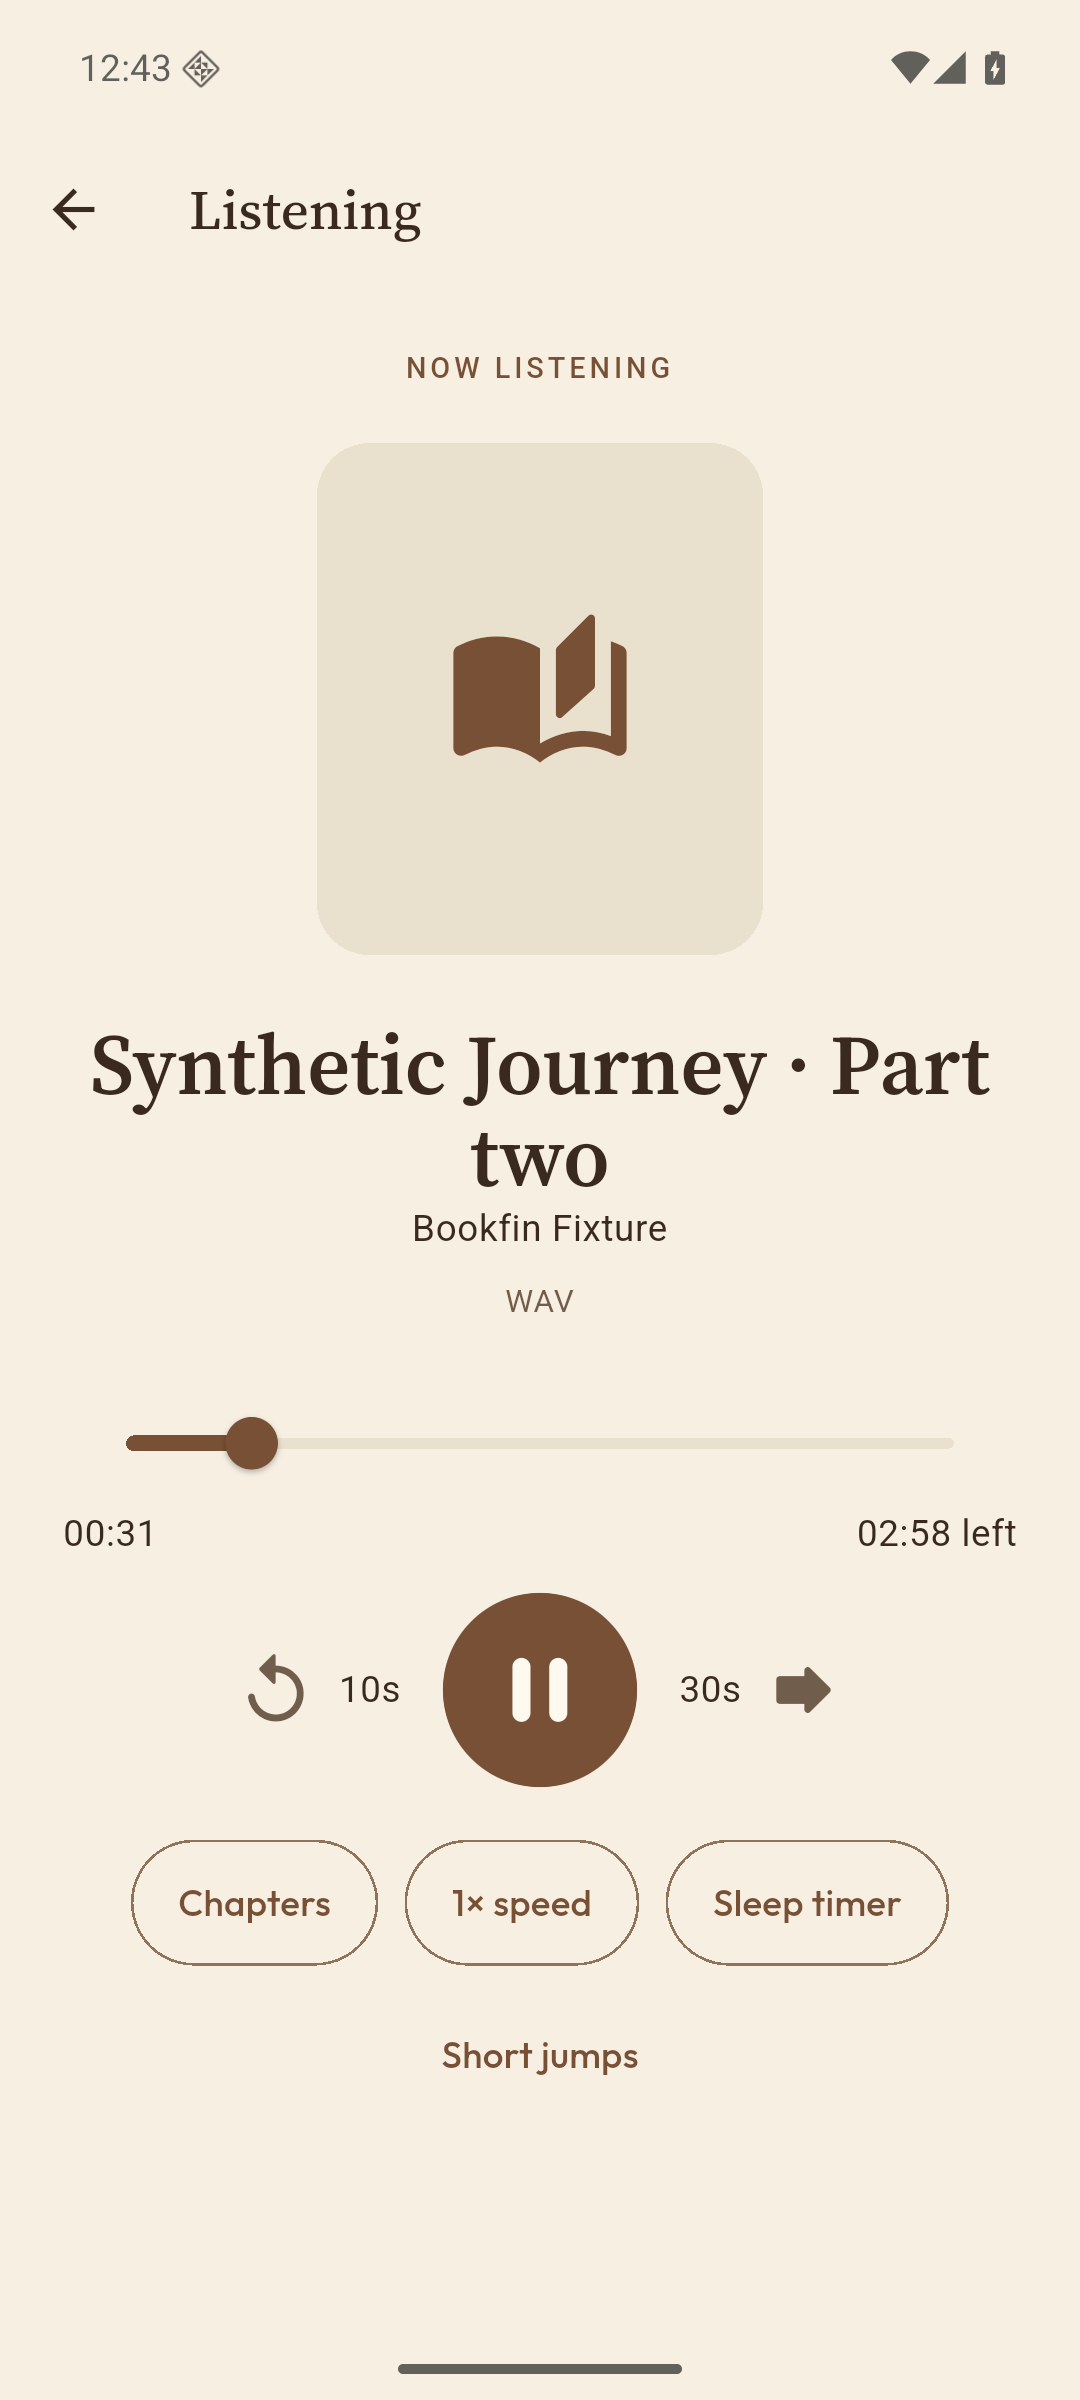 12:43
Listening
NOW LISTENING
Synthetic Journey · Part
two
Bookfin Fixture
WAV
00:31 02:58 left
10s 30s
Chapters 1× speed Sleep timer
Short jumps